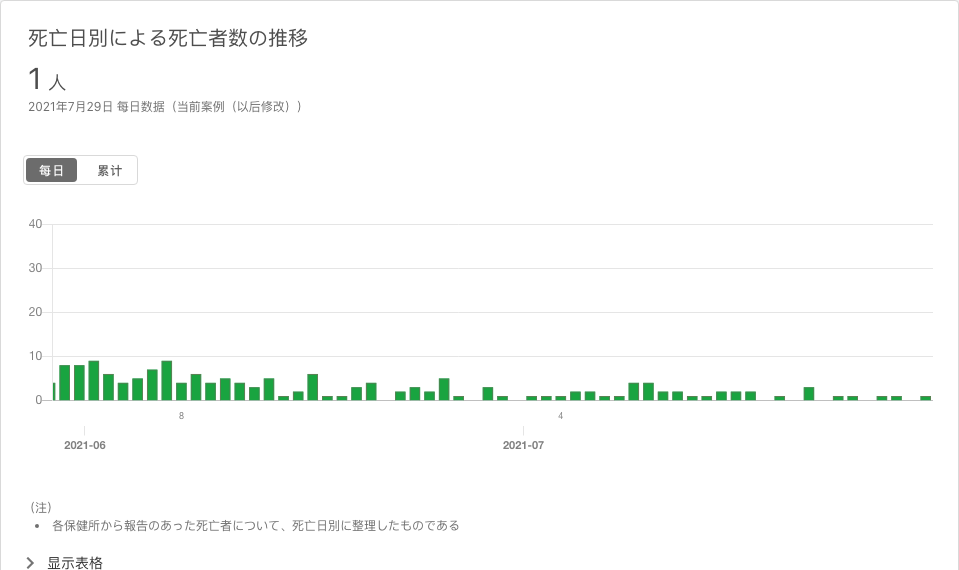 死亡日別による死亡者数の推移
1 人
2021年7月29日 每日数据（当前案例（以后修改））
每日 累计
40
30
20
10
0
8 4
2021-06 2021-07
（注）
• 各保健所から報告のあった死亡者について、死亡日別に整理したものである
显示表格